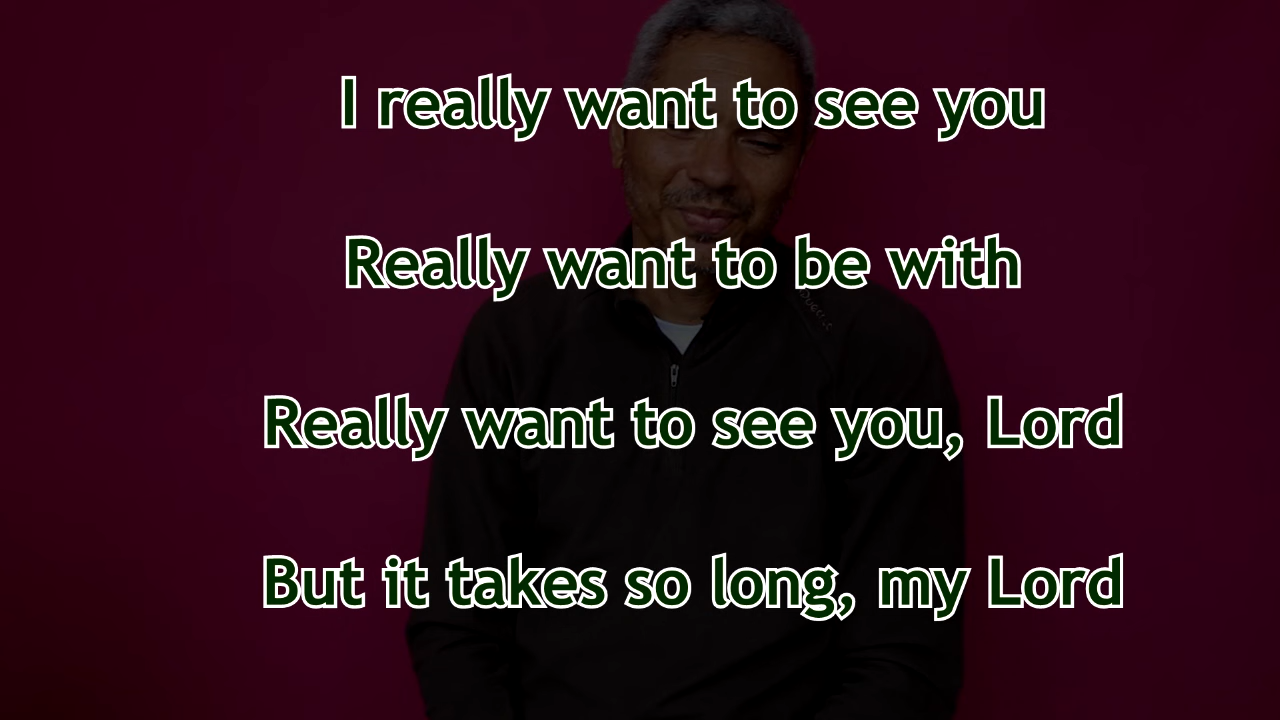 I really want to see you
Really want to be with
Really want to see you, Lord
But it takes so long, my Lord